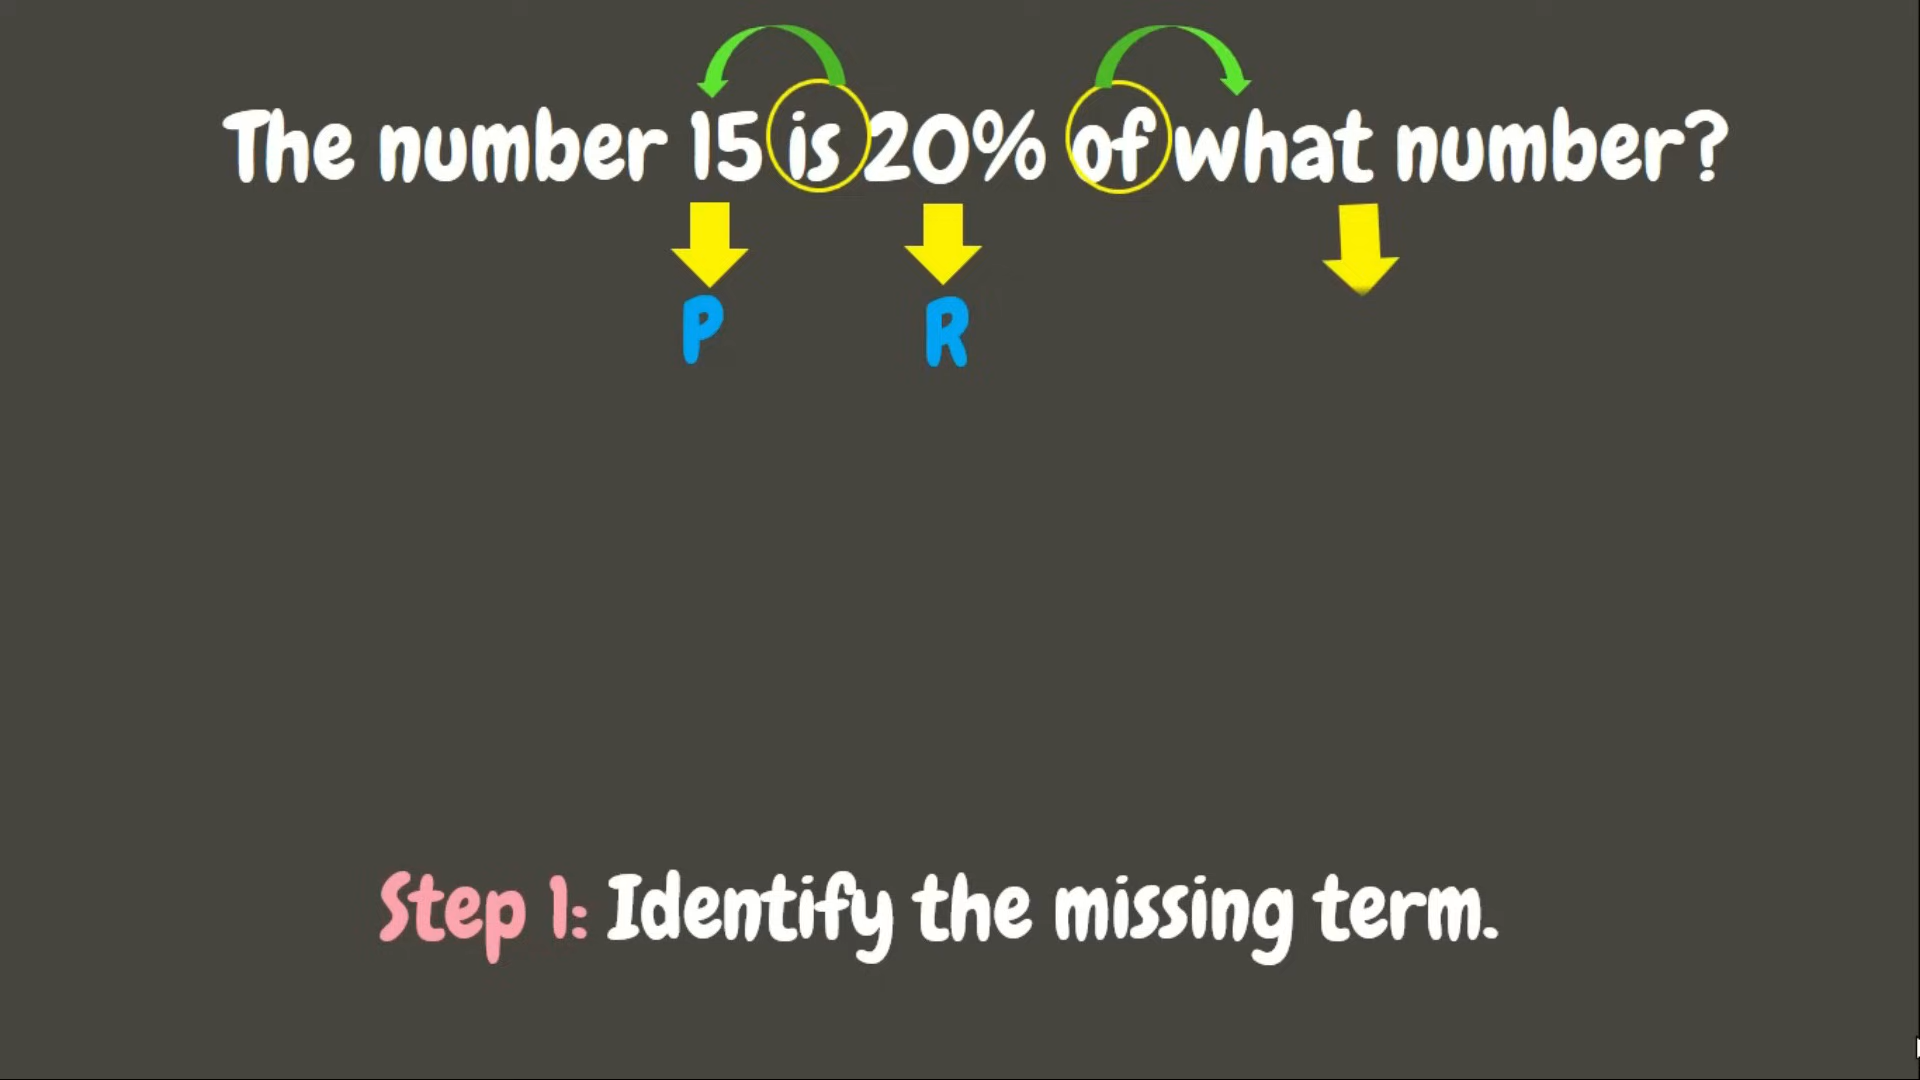 The number 15 is 20% of what number?
P R
Step 1: Identify the missing term.